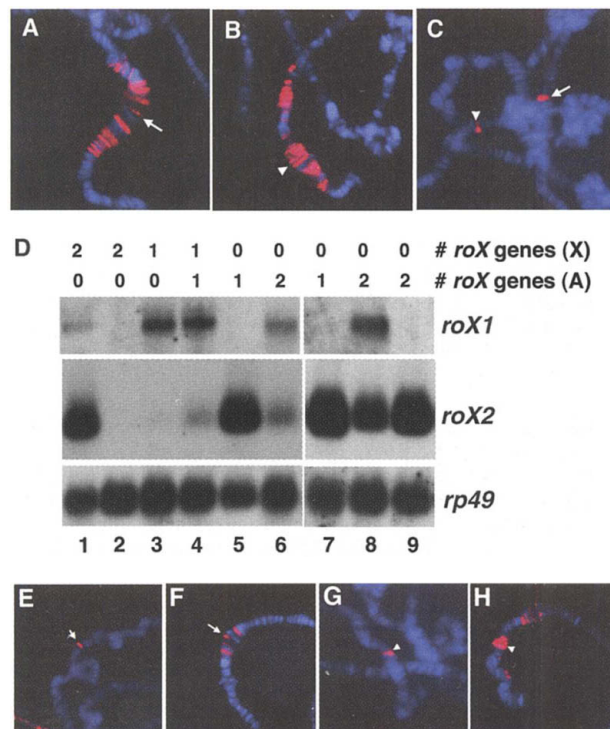 A B C
D 2 2 1 1 0 0 0 0 0 # roX genes (X)
0 0 0 1 1 2 1 2 2 # roX genes (A)
roX1
roX2
rp49
1 2 3 4 5 6 7 8 9
E F G H